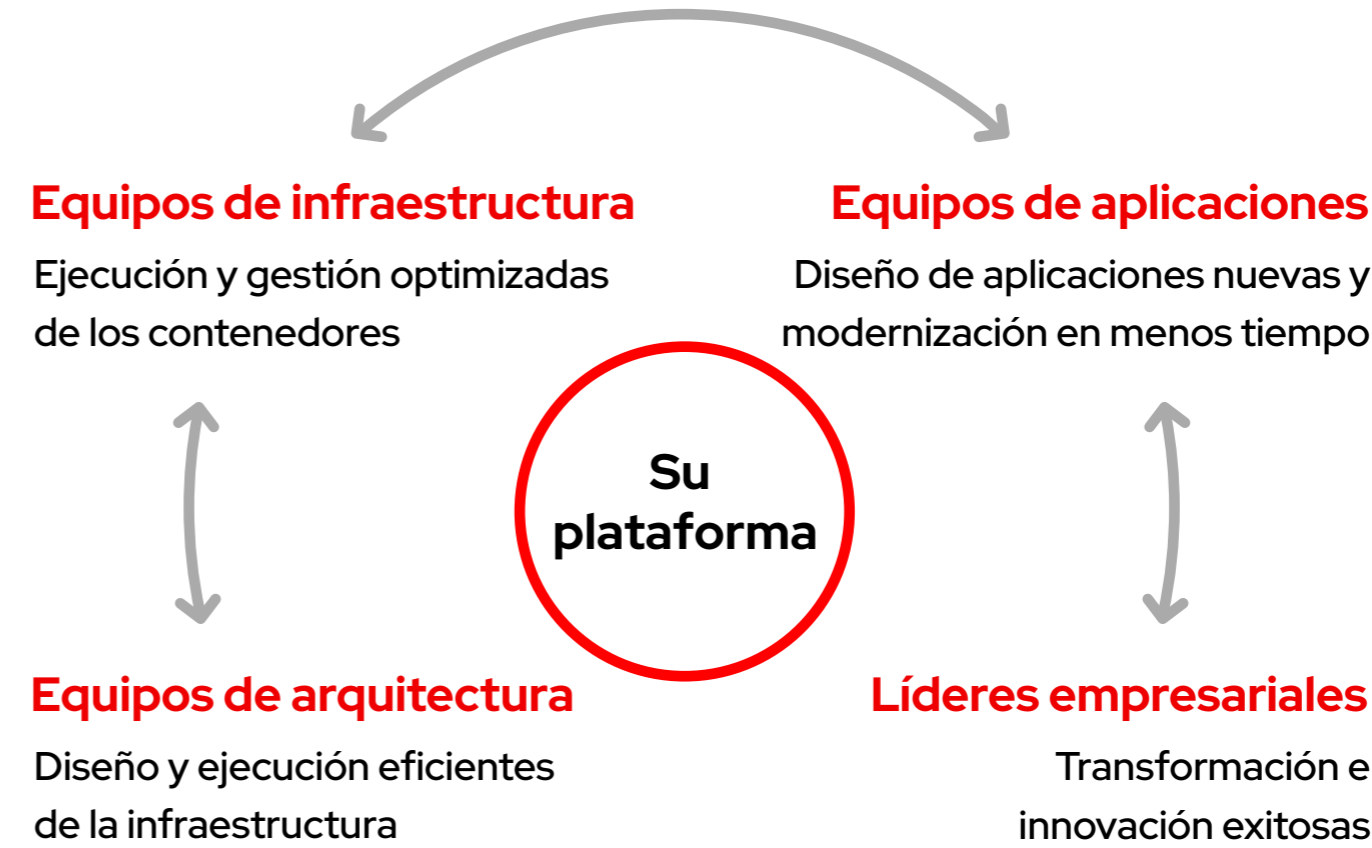 Equipos de infraestructura
Ejecución y gestión optimizadas
de los contenedores
Equipos de aplicaciones
Diseño de aplicaciones nuevas y
modernización en menos tiempo
Su
plataforma
Equipos de arquitectura
Diseño y ejecución eficientes
de la infraestructura
Líderes empresariales
Transformación e
innovación exitosas